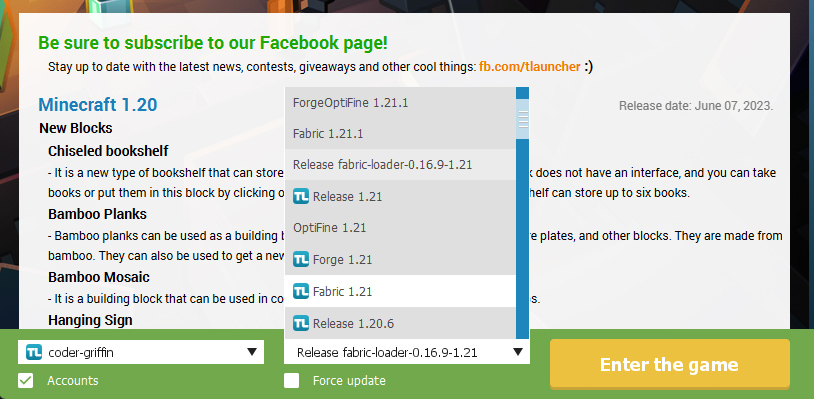 Be sure to subscribe to our Facebook page!
Stay up to date with the latest news, contests, giveaways and other cool things: fb.com/tlauncher :)
Minecraft 1.20
Release date: June 07, 2023.
New Blocks
Chiseled bookshelf
- It is a new type of bookshelf that can store
does not have an interface, and you can take
books or put them in this block by clicking
elf can store up to six books.
Bamboo Planks
- Bamboo planks can be used as a building
plates, and other blocks. They are made from
bamboo. They can also be used to get a new
Bamboo Mosaic
- It is a building block that can be used in
Hanging Sign
ForgeOptiFine 1.21.1
Fabric 1.21.1
Release fabric-loader-0.16.9-1.21
TL Release 1.21
OptiFine 1.21
TL Forge 1.21
TL Fabric 1.21
TL Release 1.20.6
TL coder-griffin
Release fabric-loader-0.16.9-1.21
Enter the game
Accounts
Force update